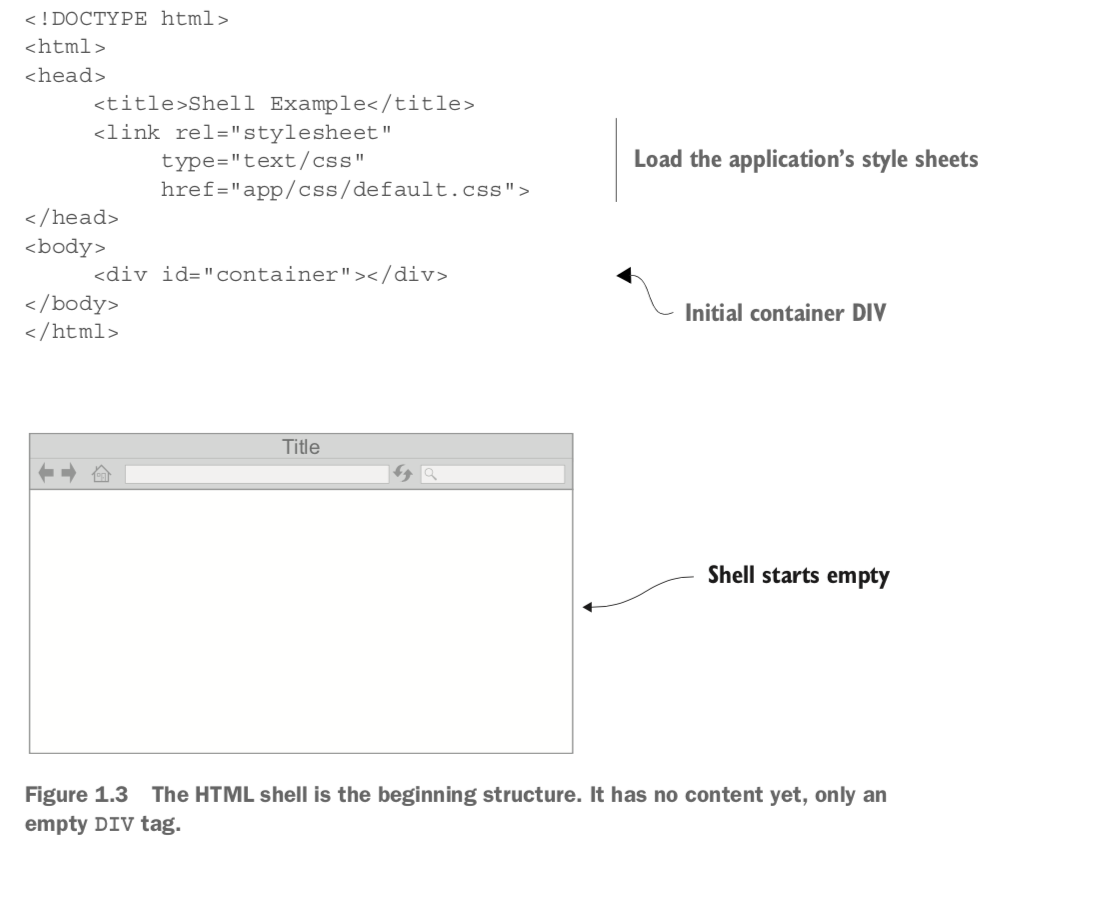 <!DOCTYPE html>
<html>
<head>
<title>Shell Example</title>
<link rel="stylesheet"
type="text/css"
href="app/css/default.css">
Load the application's style sheets
</head>
<body>
<div id="container"></div>
Initial container DIV
</body>
</html>
Title
Shell starts empty
Figure 1.3 The HTML shell is the beginning structure. It has no content yet, only an
empty DIV tag.